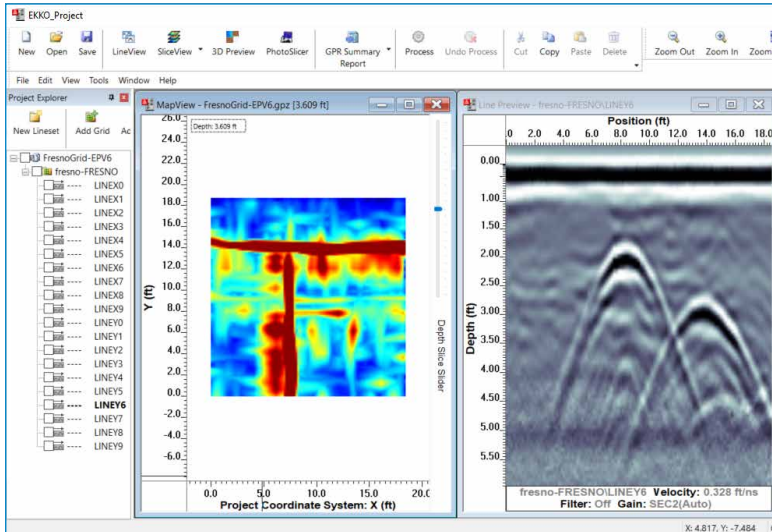 EKKO_Project
New Open Save LineView SliceView 3D Preview PhotoSlicer GPR Summary Report Process Undo Process Cut Copy Paste Delete Zoom Out Zoom In Zoom
File Edit View Tools Window Help
Project Explorer
New Lineset Add Grid Ac
FresnoGrid-EPV6
fresno-FRESNO
LINEX0
LINEX1
LINEX2
LINEX3
LINEX4
LINEX5
LINEX6
LINEX7
LINEX8
LINEX9
LINEY0
LINEY1
LINEY2
LINEY3
LINEY4
LINEY5
LINEY6
LINEY7
LINEY8
LINEY9
MapView - FresnoGrid-EPV6.gpz [3.609 ft]
Depth: 3.609 ft
26.0
24.0
22.0
20.0
18.0
16.0
14.0
12.0
10.0
8.0
6.0
4.0
2.0
0.0
-2.0
-4.0
-6.0
Y (ft)
0.0 5.0 10.0 15.0 20.0
Project Coordinate System: X (ft)
Depth Slice Slider
Line Preview - fresno-FRESNO\LINEY6
Position (ft)
.0 2.0 4.0 6.0 8.0 10.0 12.0 14.0 16.0 18.0
0.00
0.50
1.00
1.50
2.00
2.50
3.00
3.50
4.00
4.50
5.00
5.50
Depth (ft)
fresno-FRESNO\LINEY6 Velocity: 0.328 ft/ns
Filter: Off Gain: SEC2(Auto)
X: 4.817, Y: -7.484